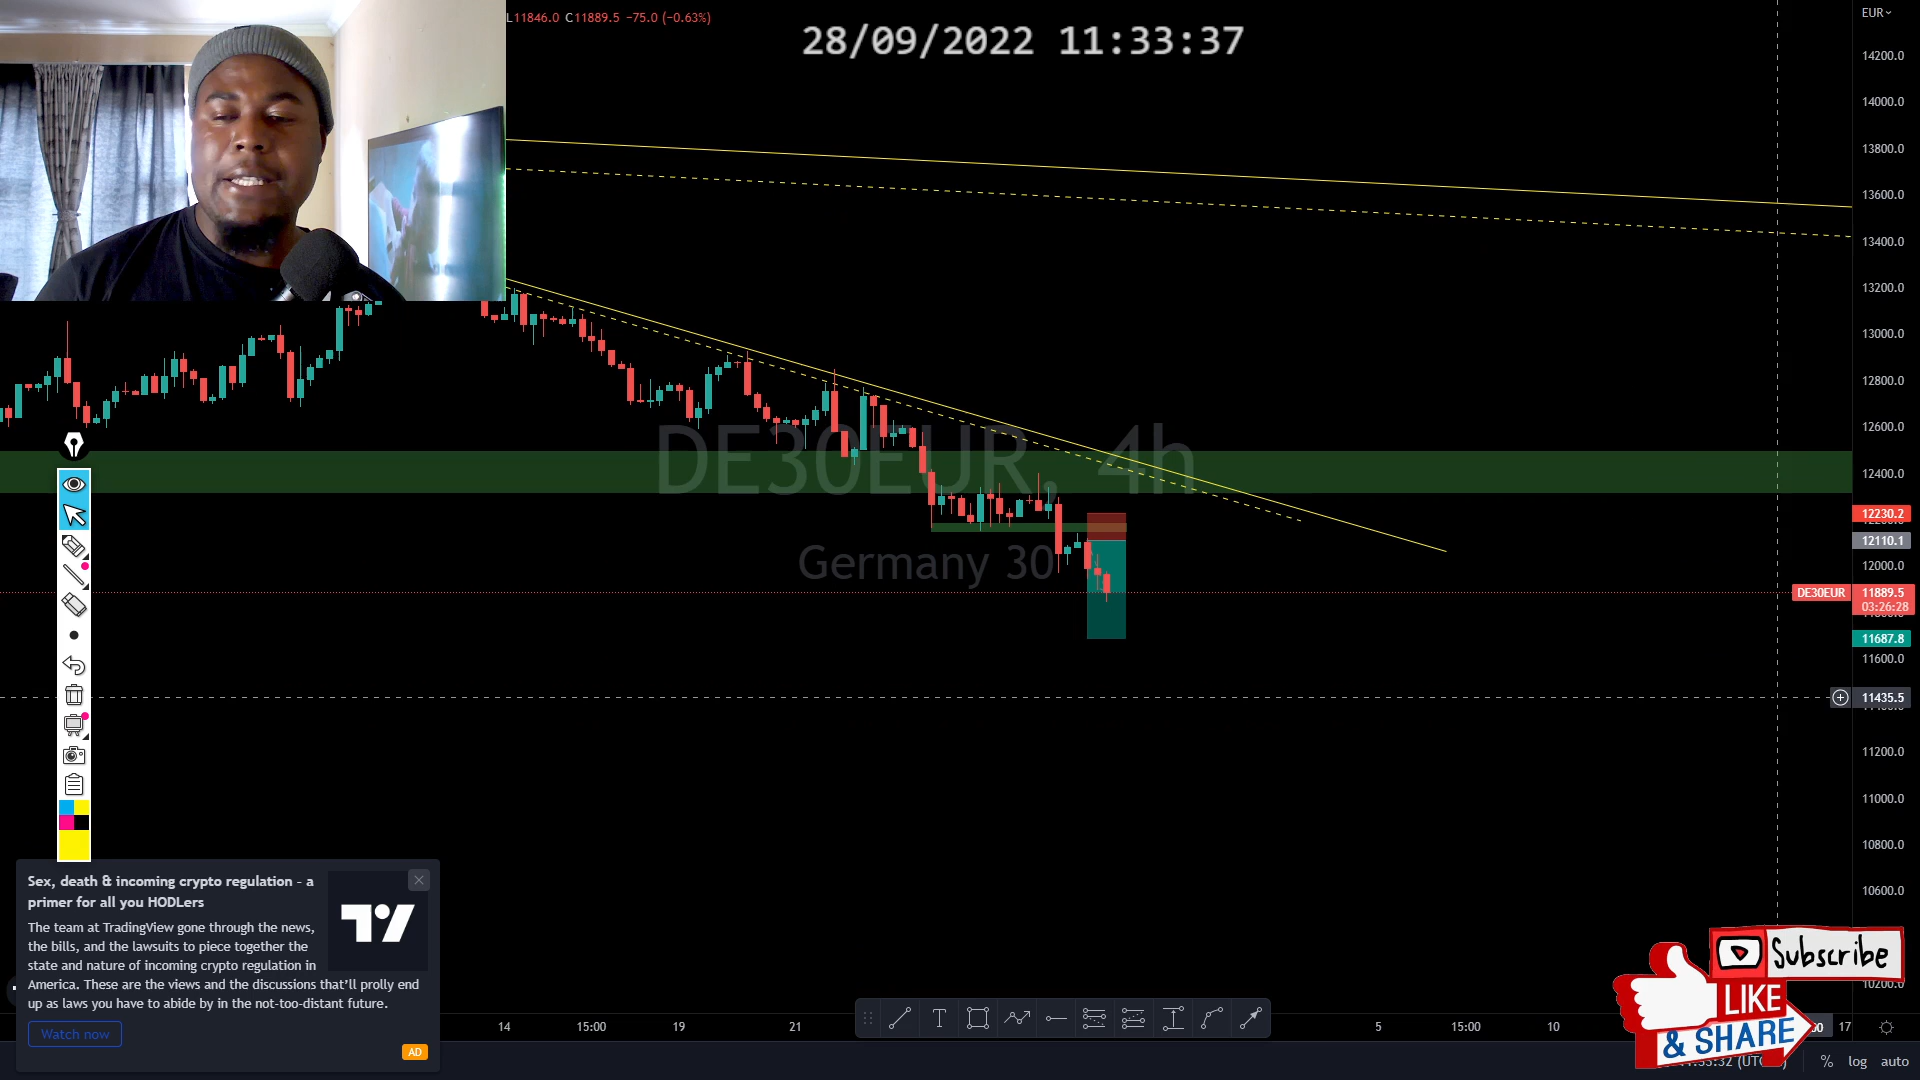 L11846.0 C11889.5 −75.0 (−0.63%)
28/09/2022 11:33:37
EUR
14200.0
14000.0
13800.0
13600.0
13400.0
13200.0
13000.0
12800.0
12600.0
12400.0
12230.2
12110.1
12000.0
DE30EUR 11889.5
03:26:28
11687.8
11600.0
11435.5
11200.0
11000.0
10800.0
10600.0
10200.0
DE30EUR, 4h
Germany 30
Sex, death & incoming crypto regulation - a
primer for all you HODLers
The team at TradingView gone through the news,
the bills, and the lawsuits to piece together the
state and nature of incoming crypto regulation in
America. These are the views and the discussions that'll prolly end
up as laws you have to abide by in the not-too-distant future.
Watch now
AD
Subscribe
LIKE
& SHARE
14 15:00 19 21 5 15:00 10 17
% log auto